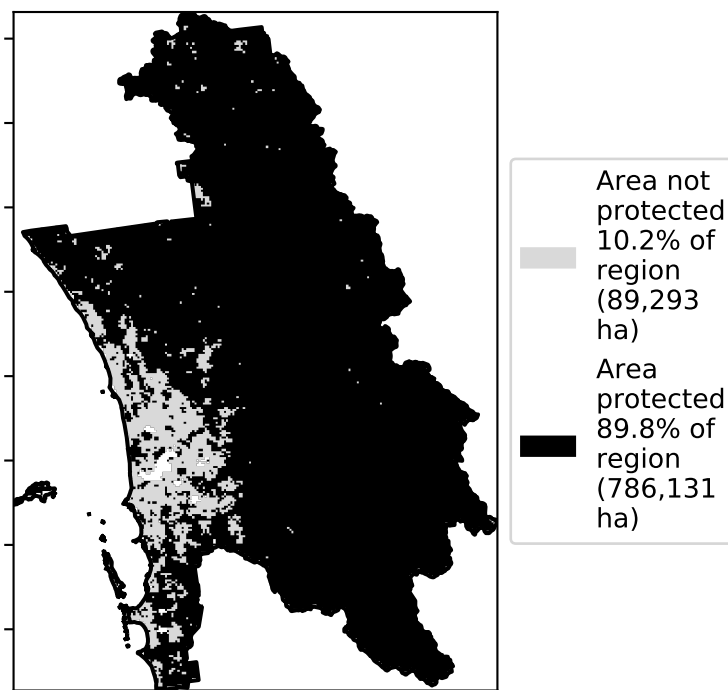 Area not
protected
10.2% of
region
(89,293
ha)
Area
protected
89.8% of
region
(786,131
ha)